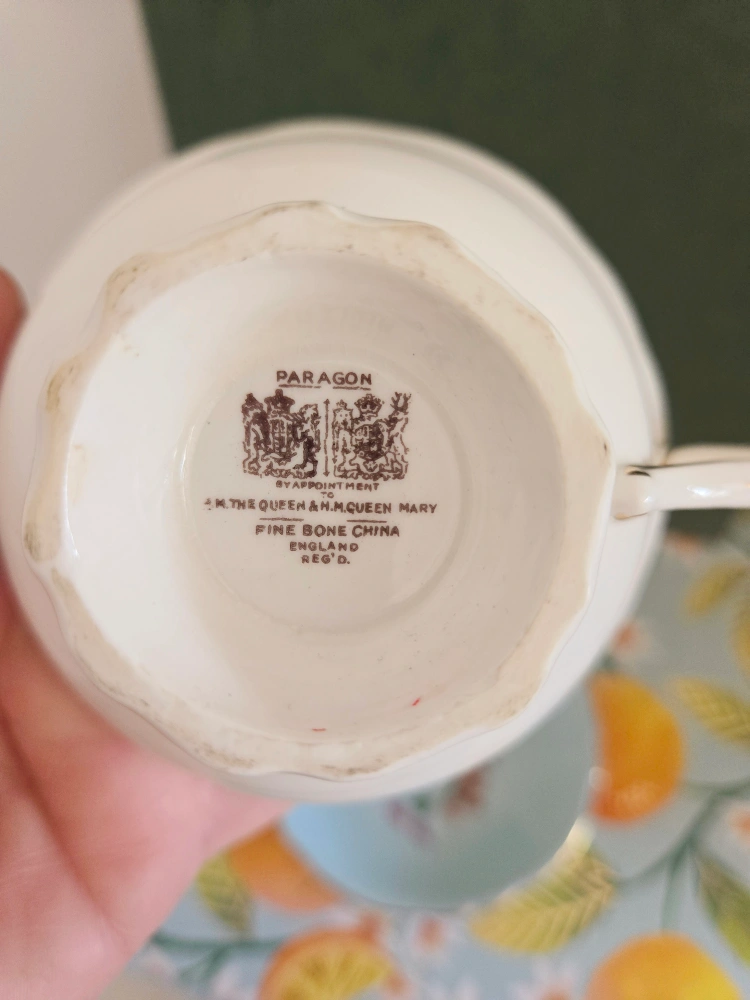 PARAGON
BY APPOINTMENT
TO
H.M. THE QUEEN & H.M. QUEEN MARY
FINE BONE CHINA
ENGLAND
REG'D.